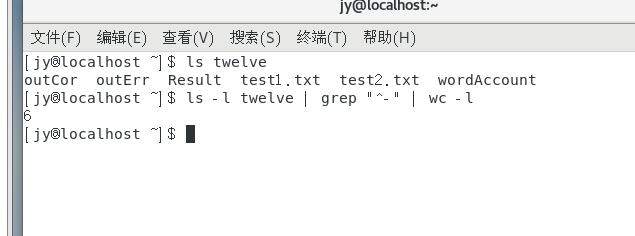 jy@localhost:~
文件(F) 编辑(E) 查看(V) 搜索(S) 终端(T) 帮助(H)
[jy@localhost ~]$ ls twelve
outCor outErr Result test1.txt test2.txt wordAccount
[jy@localhost ~]$ ls -l twelve | grep "^-" | wc -l
6
[jy@localhost ~]$